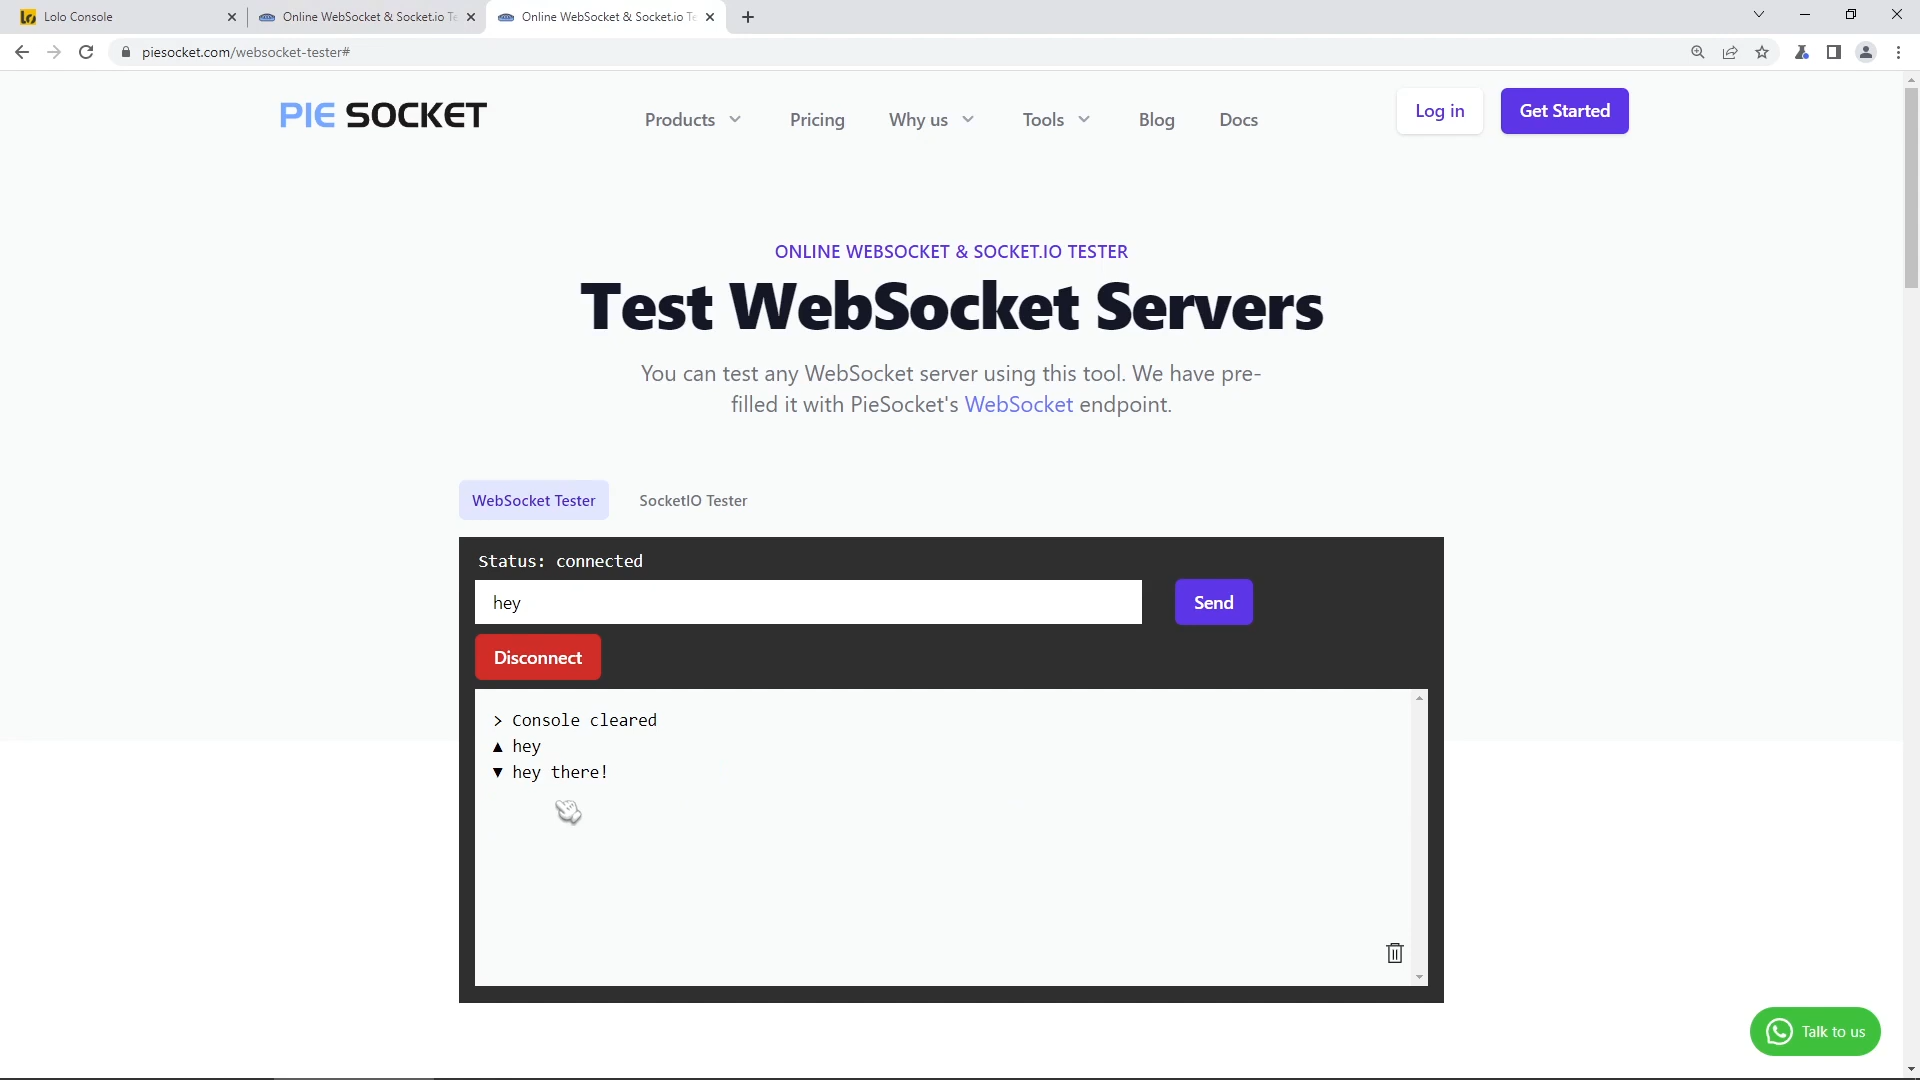 Lolo Console
Online WebSocket & Socket.io Te
Online WebSocket & Socket.io Te
piesocket.com/websocket-tester#
PIE SOCKET
Products
Pricing
Why us
Tools
Blog
Docs
Log in
Get Started
ONLINE WEBSOCKET & SOCKET.IO TESTER
Test WebSocket Servers
You can test any WebSocket server using this tool. We have pre-
filled it with PieSocket's WebSocket endpoint.
WebSocket Tester
SocketIO Tester
Status: connected
hey
Send
Disconnect
> Console cleared
▲ hey
▼ hey there!
Talk to us